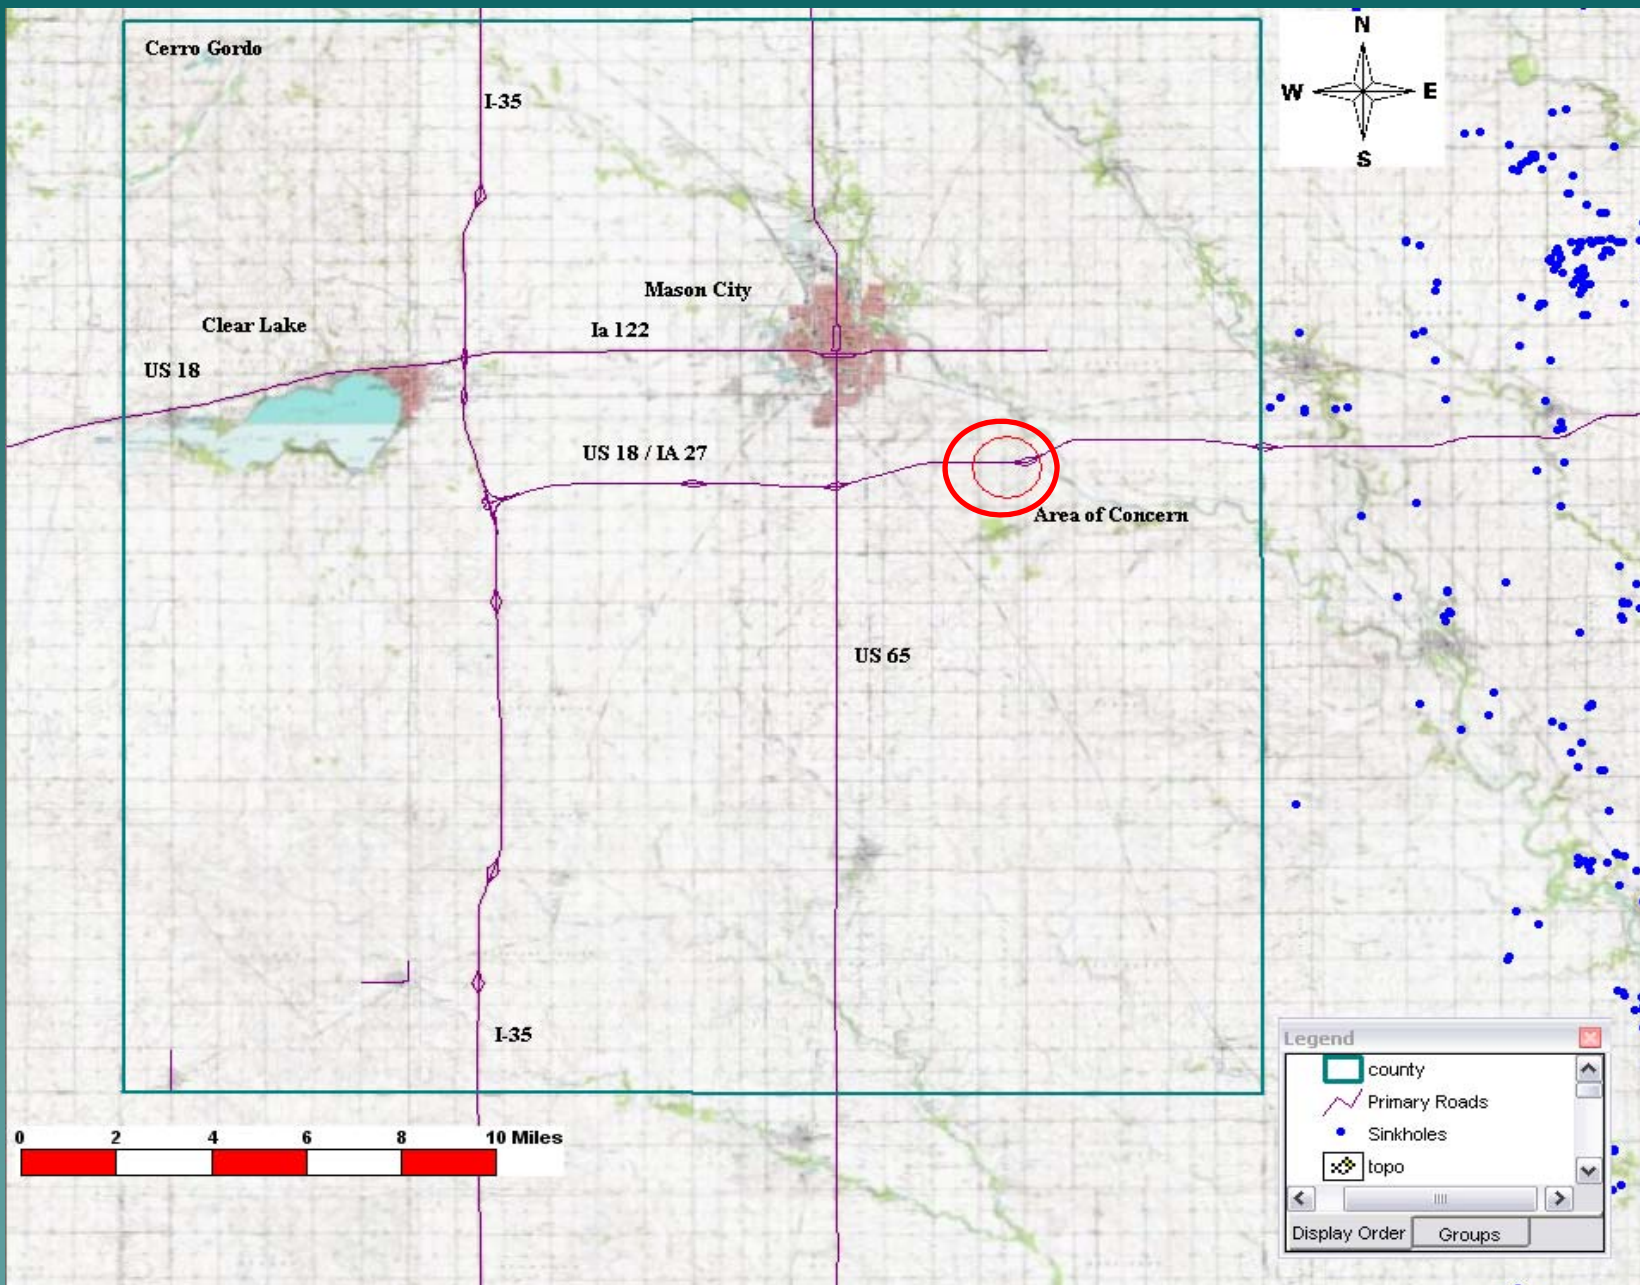 Cerro Gordo
N
W E
S
I-35
Mason City
Clear Lake
Ia 122
US 18
US 18 / IA 27
Area of Concern
US 65
I-35
0 2 4 6 8 10 Miles
Legend
county
Primary Roads
Sinkholes
topo
Display Order Groups